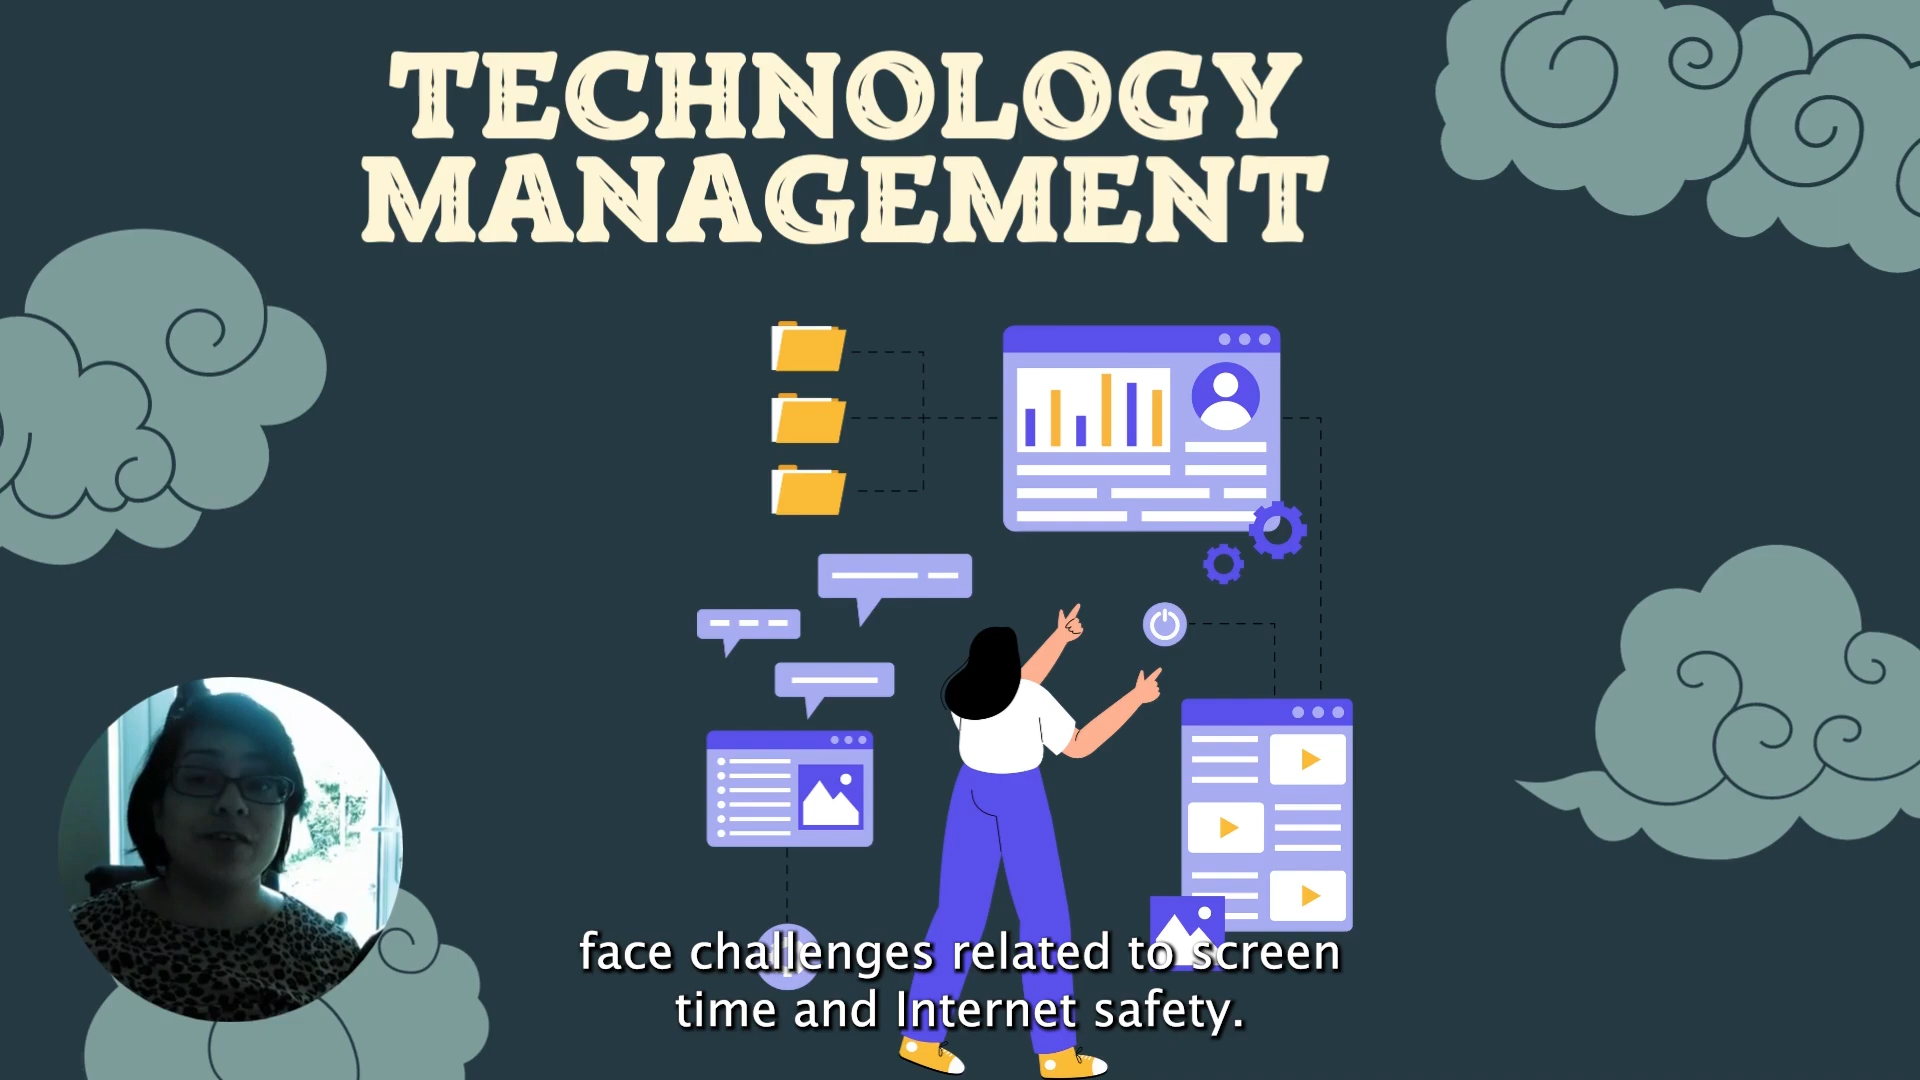 TECHNOLOGY
MANAGEMENT
face challenges related to screen
time and Internet safety.